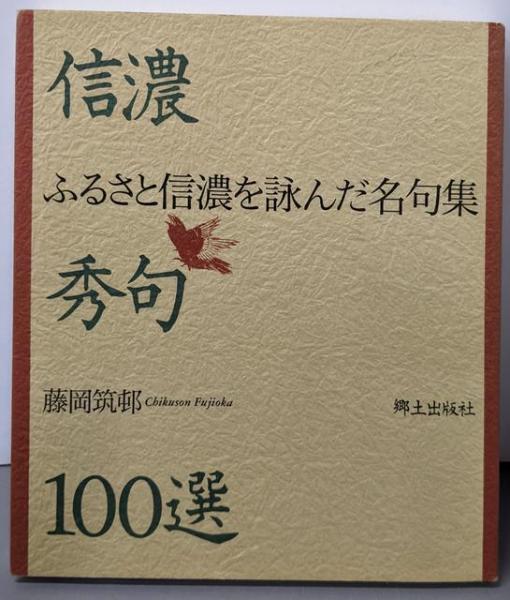 信濃
ふるさと信濃を詠んだ名句集
秀句
藤岡筑邨 Chikuson Fujioka
郷土出版社
100選